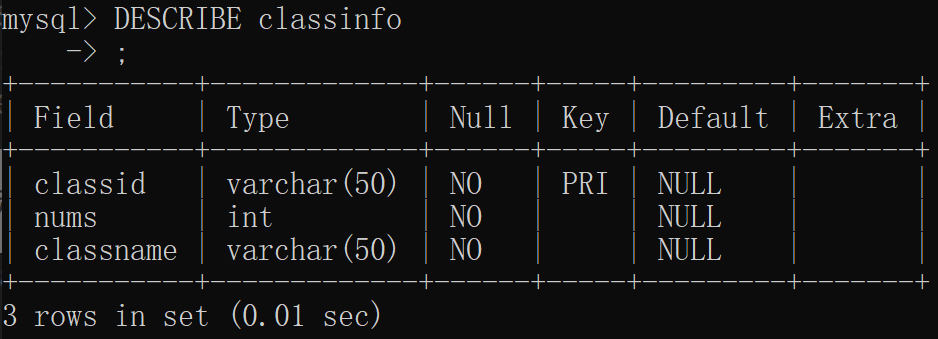 mysql> DESCRIBE classinfo
    -> ;
+-----------+-------------+------+-----+---------+-------+
| Field     | Type        | Null | Key | Default | Extra |
+-----------+-------------+------+-----+---------+-------+
| classid   | varchar(50) | NO   | PRI | NULL    |       |
| nums      | int         | NO   |     | NULL    |       |
| classname | varchar(50) | NO   |     | NULL    |       |
+-----------+-------------+------+-----+---------+-------+
3 rows in set (0.01 sec)